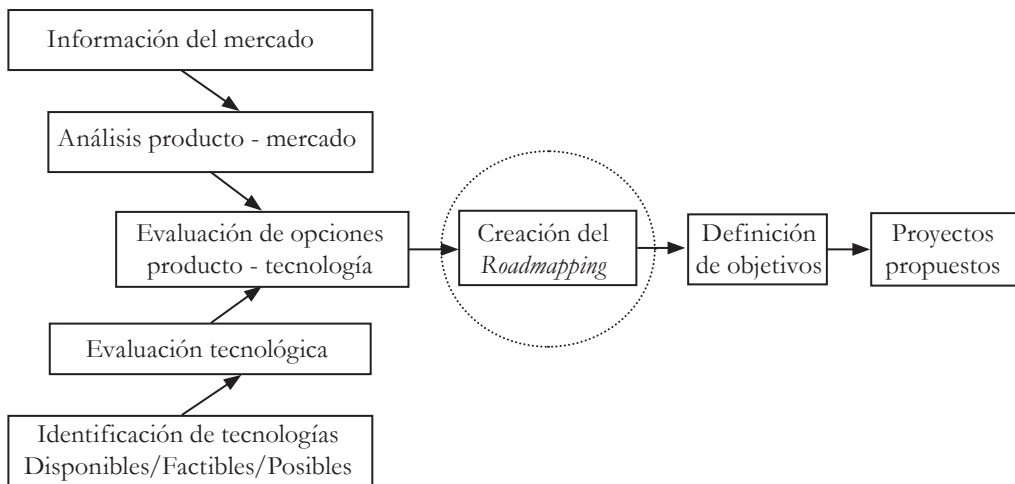 Información del mercado
Análisis producto - mercado
Evaluación de opciones
producto - tecnología
Creación del
Roadmapping
Definición
de objetivos
Proyectos
propuestos
Evaluación tecnológica
Identificación de tecnologías
Disponibles/Factibles/Posibles